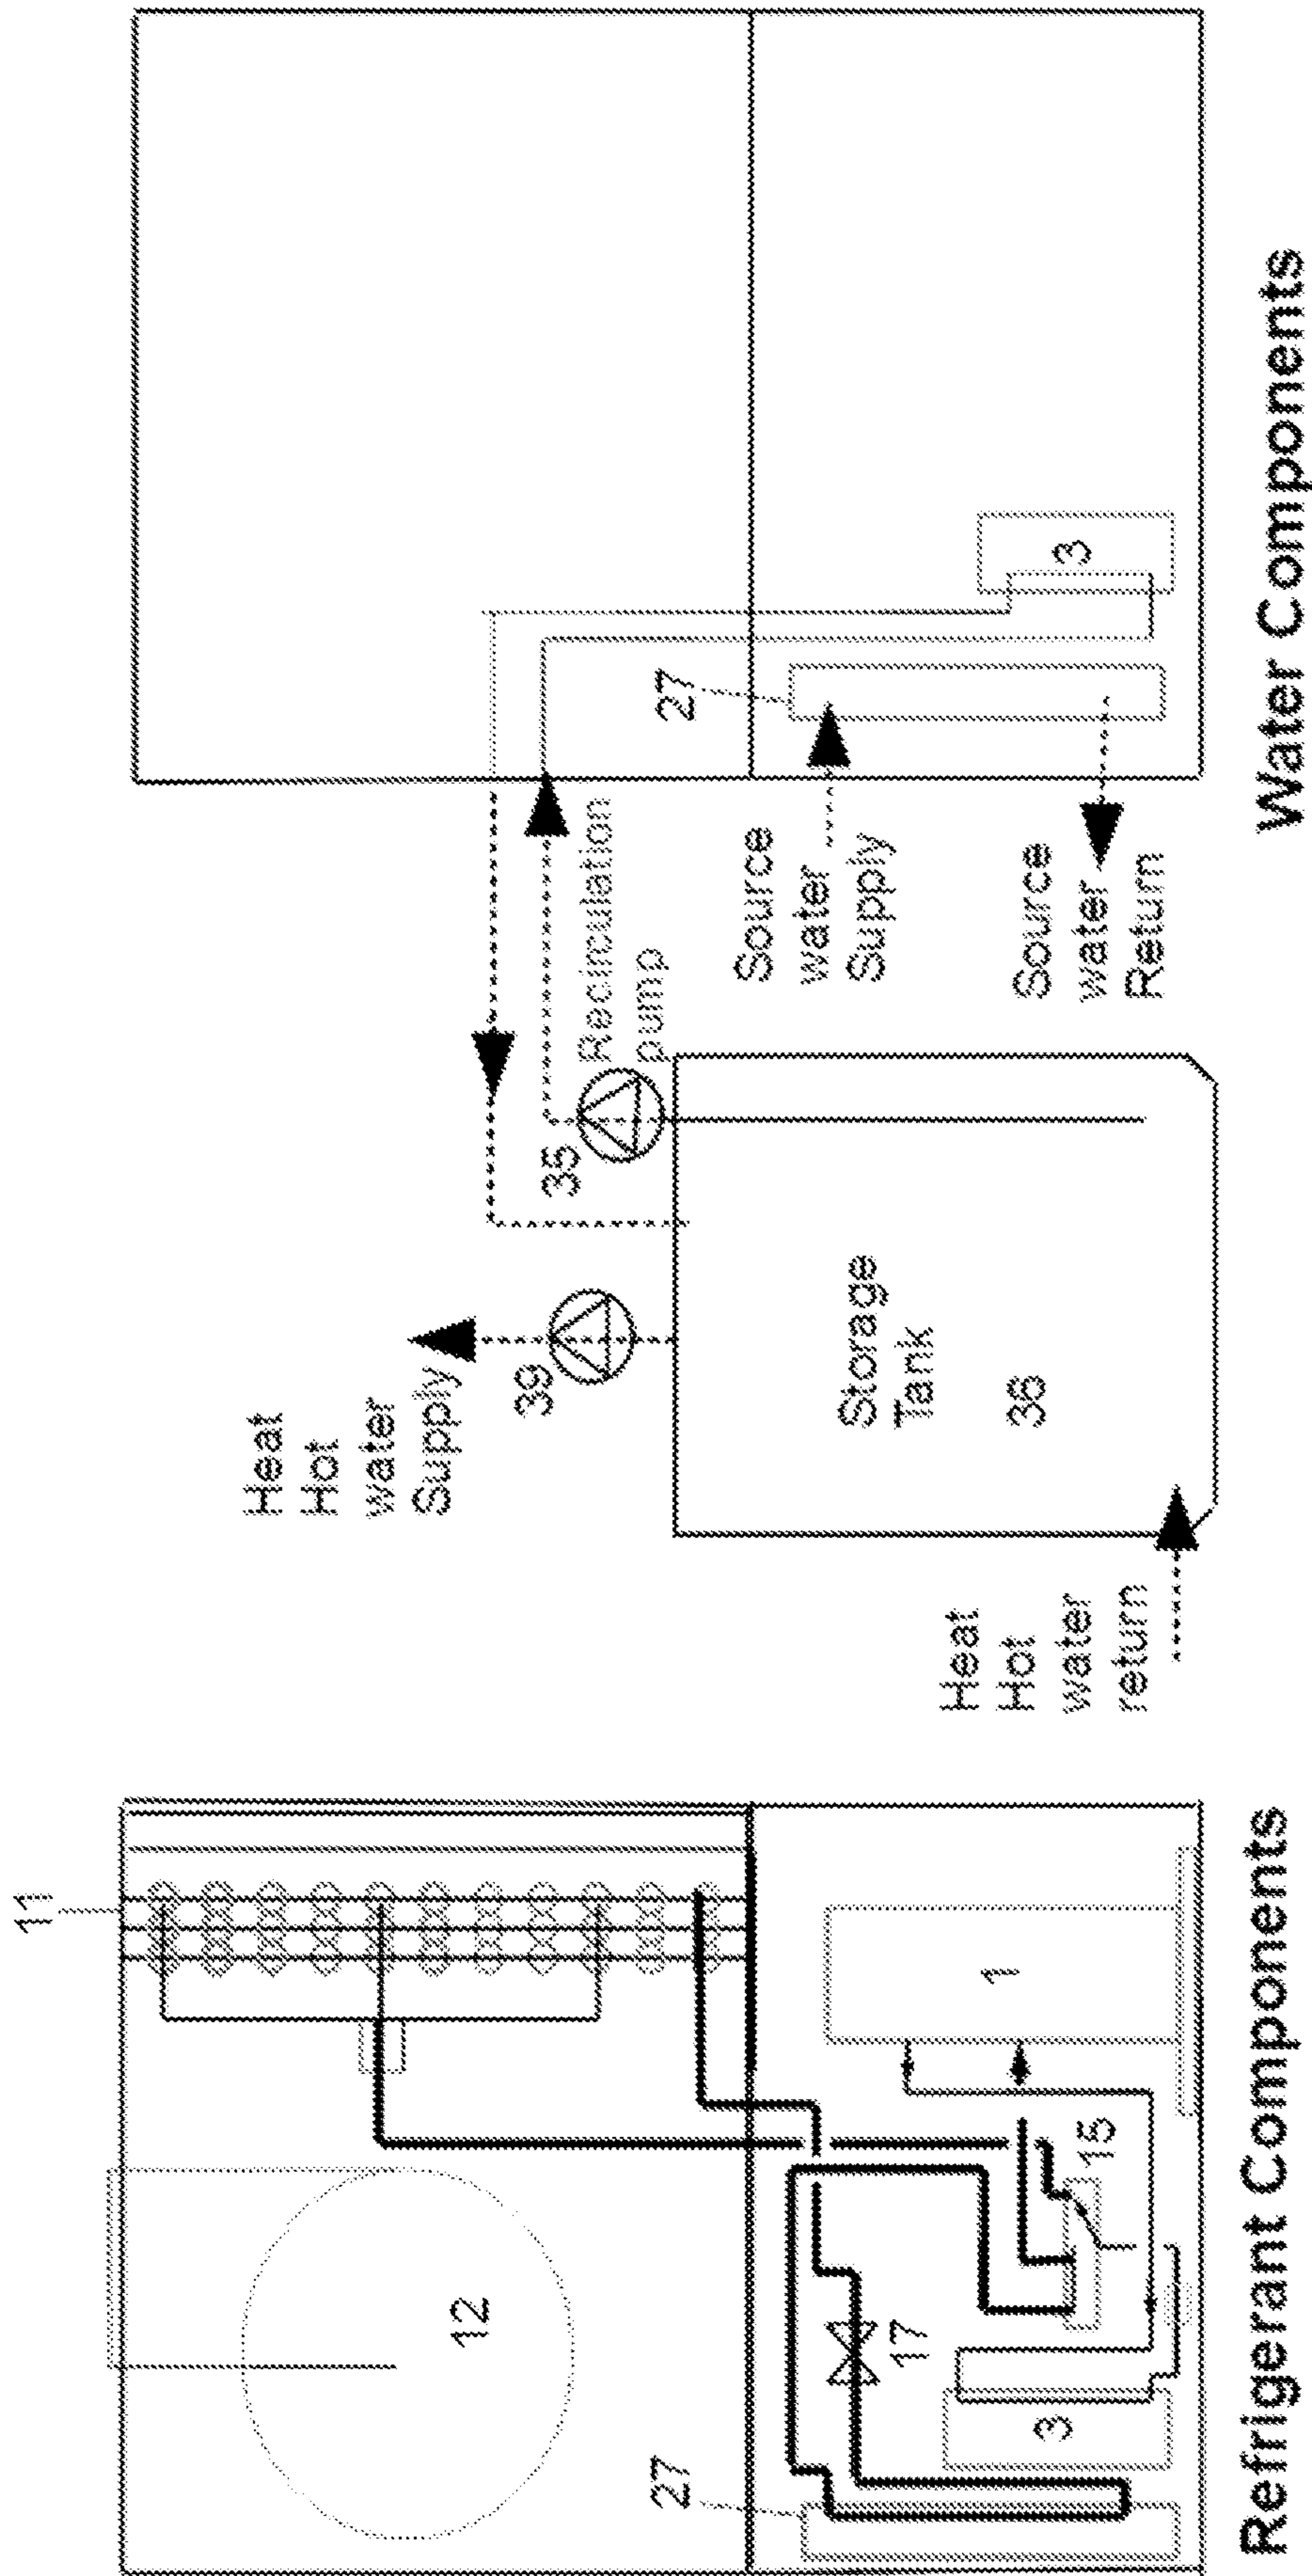 11
12
27
17
1
3
15
Refrigerant Components
Heat
Hot
water
Supply
39
35
Recirculation
pump
27
Source
water
Supply
Storage
Tank
38
Heat
Hot
water
return
Source
water
Return
3
Water Components